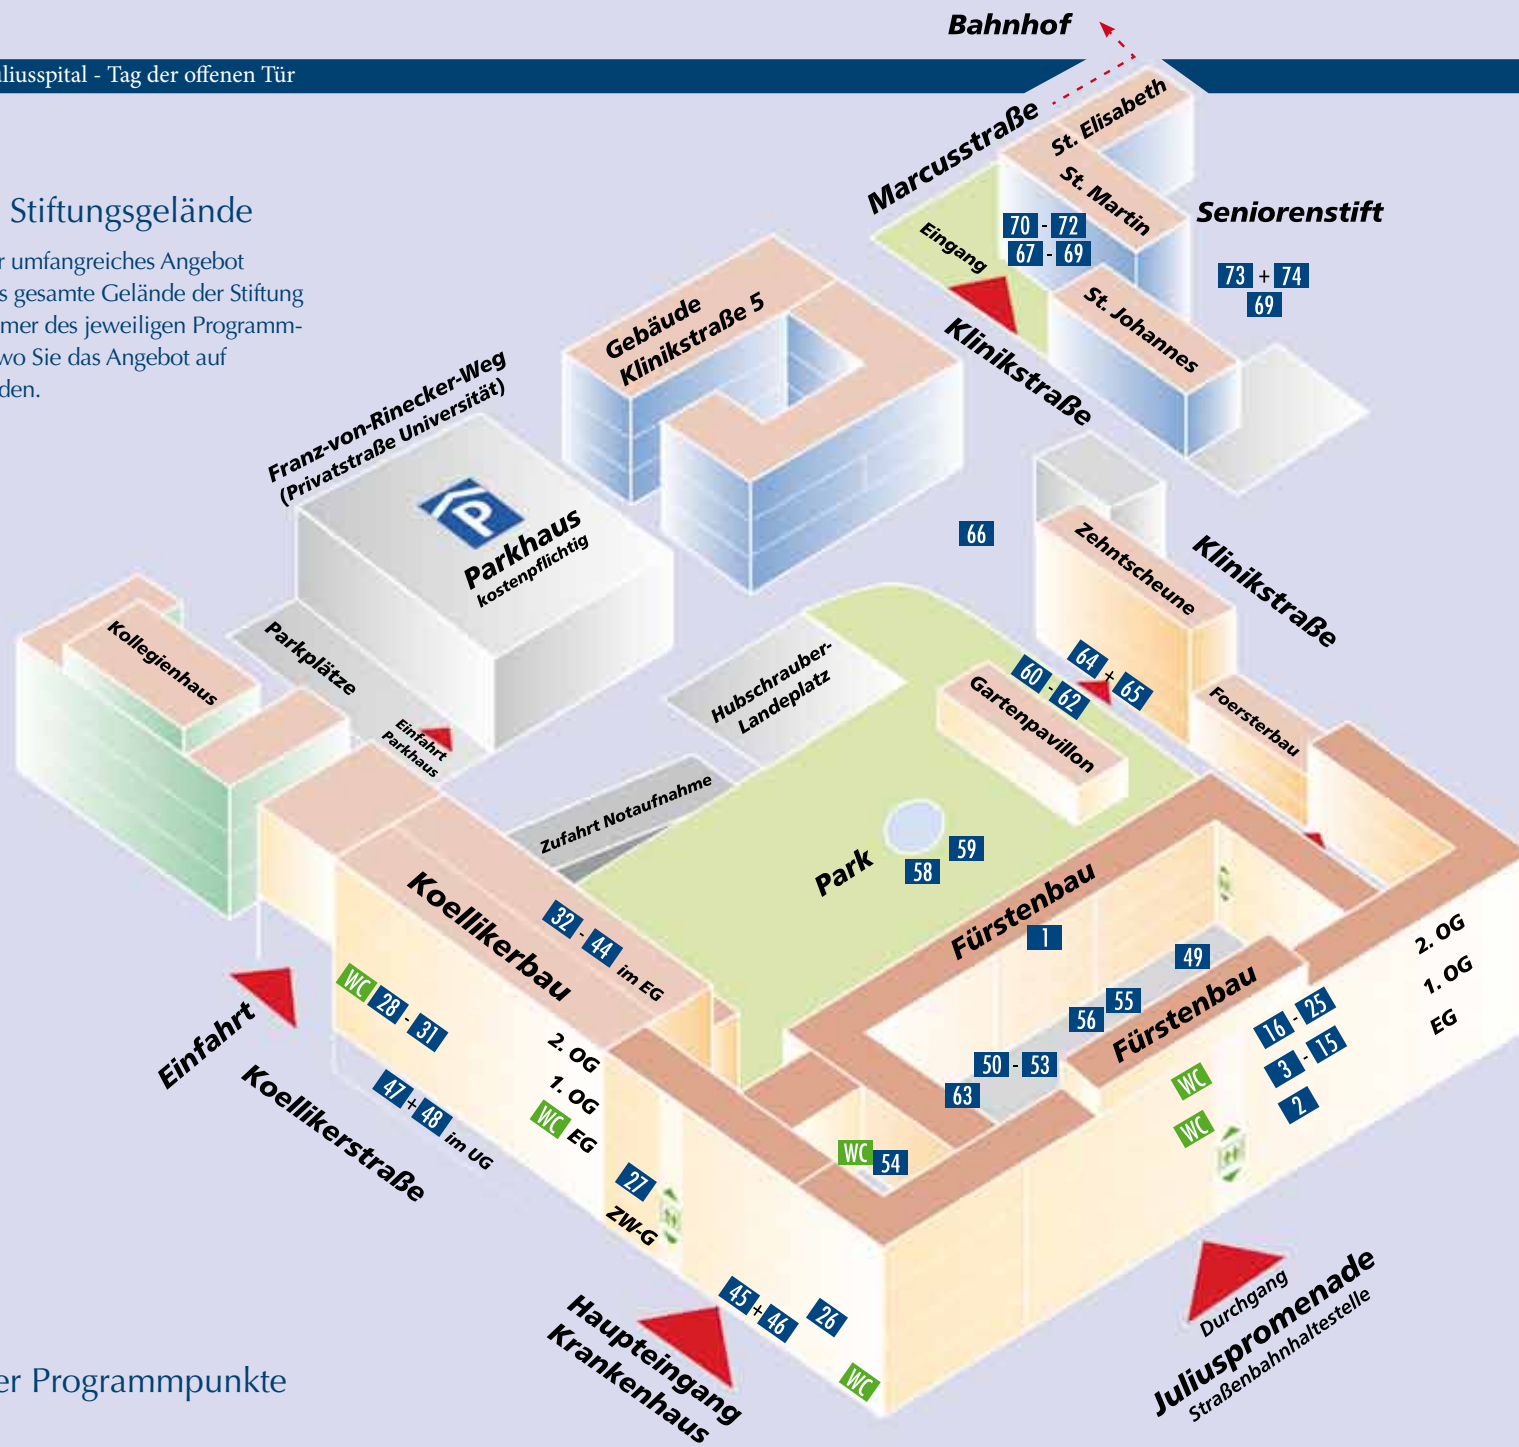 Bahnhof
uliusspital - Tag der offenen Tür
Stiftungsgelände
r umfangreiches Angebot
s gesamte Gelände der Stiftung
mer des jeweiligen Programm-
wo Sie das Angebot auf
den.
Marcusstraße
St. Elisabeth
St. Martin
Seniorenstift
70 - 72
67 - 69
73 + 74
69
Eingang
St. Johannes
Klinikstraße
Gebäude
Klinikstraße 5
Franz-von-Rinecker-Weg
(Privatstraße Universität)
P
Parkhaus
kostenpflichtig
66
Zehntscheune
Klinikstraße
Kollegienhaus
Parkplätze
Einfahrt
Parkhaus
Hubschrauber-
Landeplatz
64 + 65
60 - 62
Gartenpavillon
Foersterbau
Zufahrt Notaufnahme
Park
59
58
Koellikerbau
32 - 44 im EG
Fürstenbau
1
49
55
56
Fürstenbau
50 - 53
63
2. OG
1. OG
EG
16 - 25
3 - 15
2
WC
WC
WC 28 - 31
Einfahrt
Koellikerstraße
47 + 48 im UG
2. OG
1. OG
WC EG
27
ZW-G
WC 54
45 + 46
26
WC
Haupteingang
Krankenhaus
Durchgang
Juliuspromenade
Straßenbahnhaltestelle
er Programmpunkte